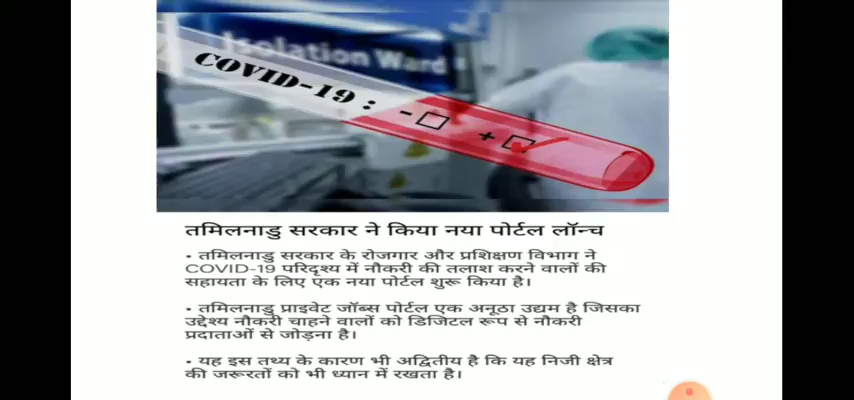 Isolation Ward
COVID-19 :
- +
तमिलनाडु सरकार ने किया नया पोर्टल लॉन्च
• तमिलनाडु सरकार के रोजगार और प्रशिक्षण विभाग ने
COVID-19 परिदृश्य में नौकरी की तलाश करने वालों की
सहायता के लिए एक नया पोर्टल शुरू किया है।
• तमिलनाडु प्राइवेट जॉब्स पोर्टल एक अनूठा उद्यम है जिसका
उद्देश्य नौकरी चाहने वालों को डिजिटल रूप से नौकरी
प्रदाताओं से जोड़ना है।
• यह इस तथ्य के कारण भी अद्वितीय है कि यह निजी क्षेत्र
की जरूरतों को भी ध्यान में रखता है।